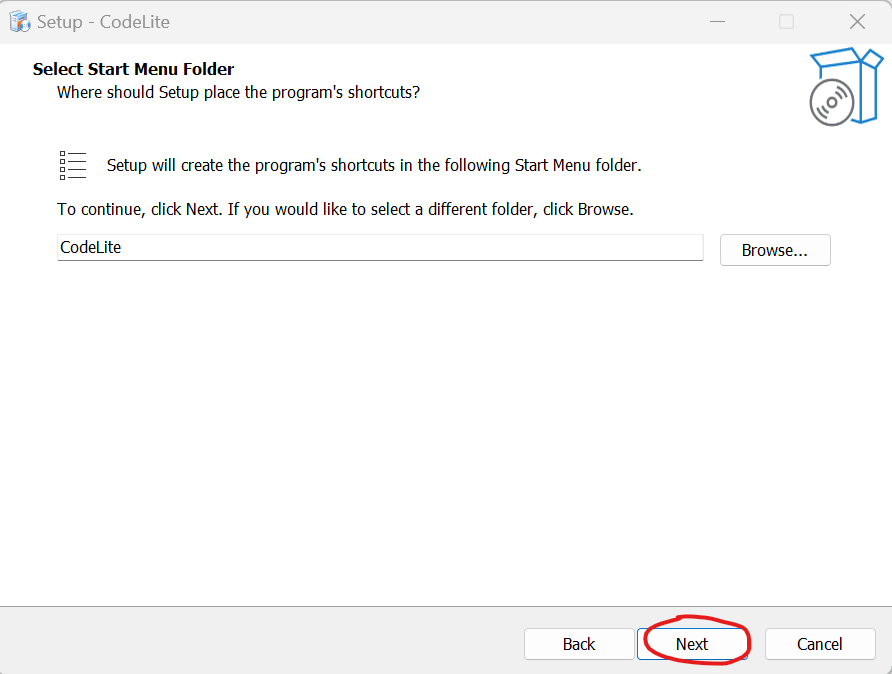 Setup - CodeLite
Select Start Menu Folder
Where should Setup place the program's shortcuts?
Setup will create the program's shortcuts in the following Start Menu folder.
To continue, click Next. If you would like to select a different folder, click Browse.
CodeLite
Browse...
Back
Next
Cancel